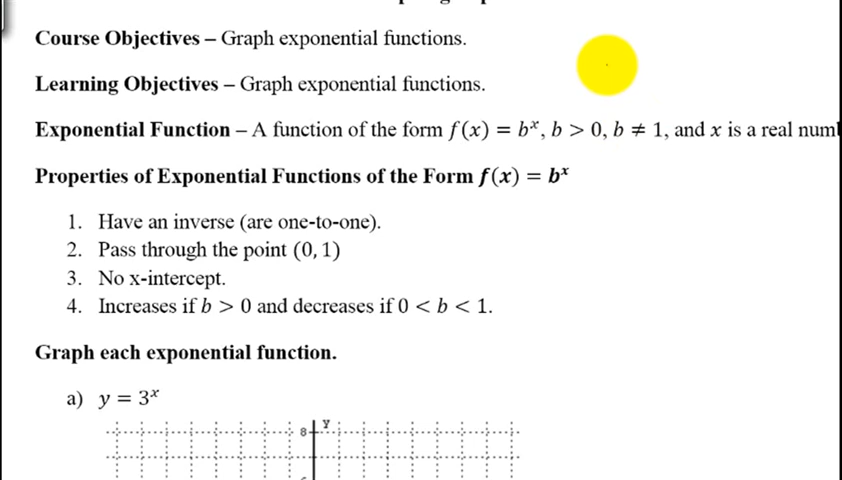 Course Objectives – Graph exponential functions.
Learning Objectives – Graph exponential functions.
Exponential Function – A function of the form f(x) = bˣ, b > 0, b ≠ 1, and x is a real
Properties of Exponential Functions of the Form f(x) = bˣ
1. Have an inverse (are one-to-one).
2. Pass through the point (0, 1)
3. No x-intercept.
4. Increases if b > 0 and decreases if 0 < b < 1.
Graph each exponential function.
a) y = 3ˣ
8 y